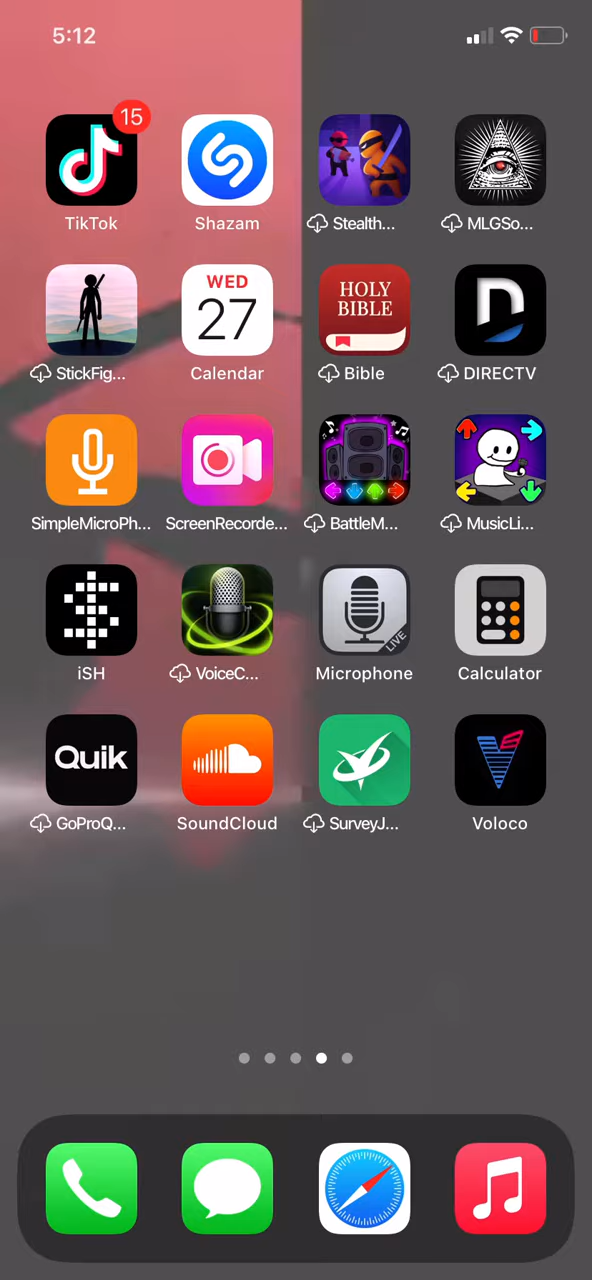 5:12
15
TikTok
Shazam
Stealth...
MLGSo...
WED
27
HOLY
BIBLE
StickFig...
Calendar
Bible
DIRECTV
SimpleMicroPh...
ScreenRecorde...
BattleM...
MusicLi...
LIVE
iSH
VoiceC...
Microphone
Calculator
Quik
GoProQ...
SoundCloud
SurveyJ...
Voloco